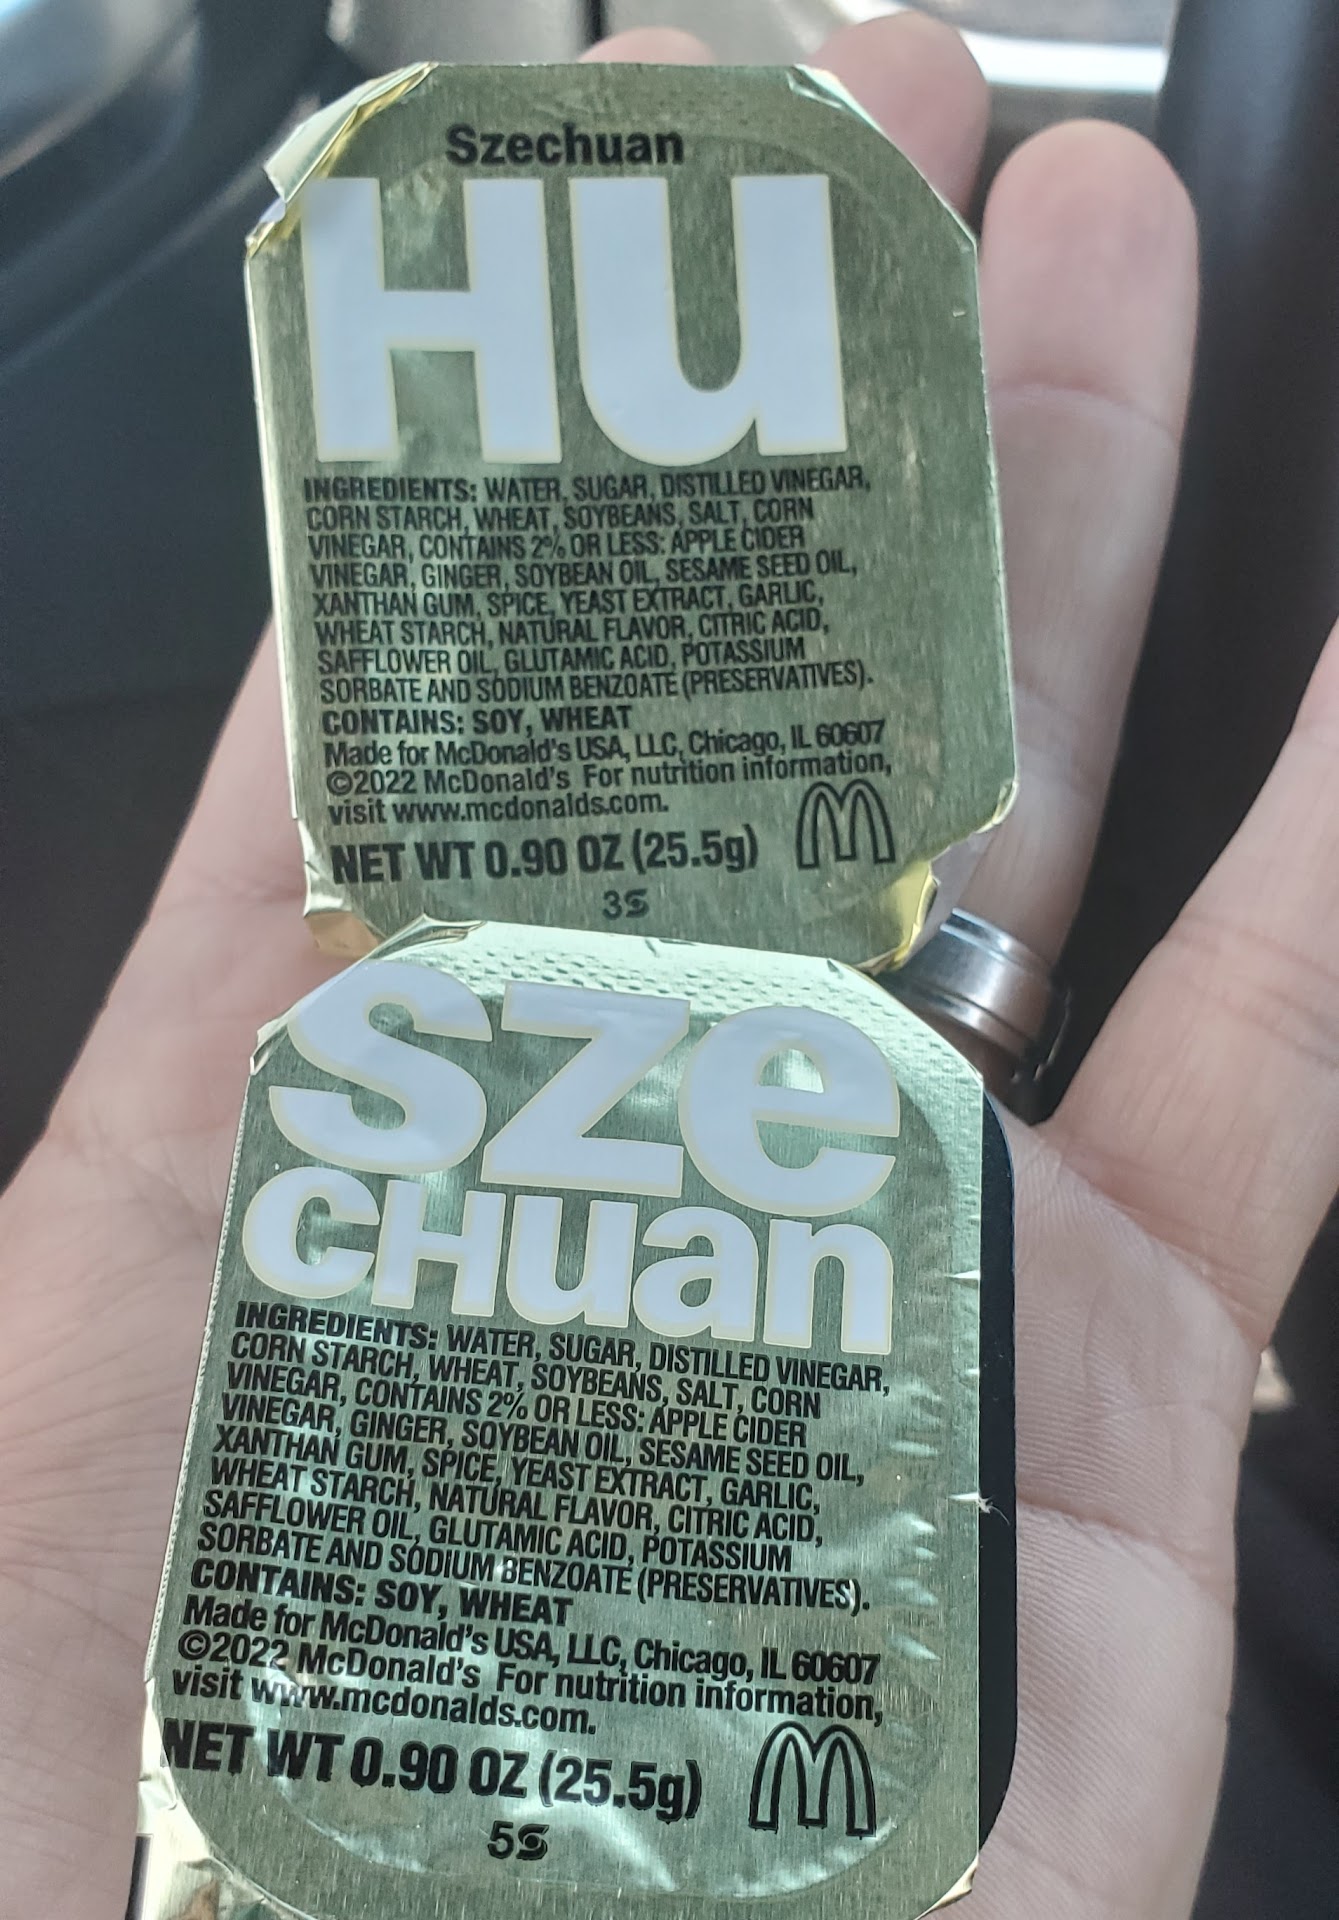 Szechuan
HU
INGREDIENTS: WATER, SUGAR, DISTILLED VINEGAR,
CORN STARCH, WHEAT, SOYBEANS, SALT, CORN
VINEGAR, CONTAINS 2% OR LESS: APPLE CIDER
VINEGAR, GINGER, SOYBEAN OIL, SESAME SEED OIL,
XANTHAN GUM, SPICE, YEAST EXTRACT, GARLIC,
WHEAT STARCH, NATURAL FLAVOR, CITRIC ACID,
SAFFLOWER OIL, GLUTAMIC ACID, POTASSIUM
SORBATE AND SODIUM BENZOATE (PRESERVATIVES).
CONTAINS: SOY, WHEAT
Made for McDonald's USA, LLC, Chicago, IL 60607
©2022 McDonald's For nutrition information,
visit www.mcdonalds.com.
NET WT 0.90 OZ (25.5g)
3S
sze
CHuan
INGREDIENTS: WATER, SUGAR, DISTILLED VINEGAR,
CORN STARCH, WHEAT, SOYBEANS, SALT, CORN
VINEGAR, CONTAINS 2% OR LESS: APPLE CIDER
VINEGAR, GINGER, SOYBEAN OIL, SESAME SEED OIL,
XANTHAN GUM, SPICE, YEAST EXTRACT, GARLIC,
WHEAT STARCH, NATURAL FLAVOR, CITRIC ACID,
SAFFLOWER OIL, GLUTAMIC ACID, POTASSIUM
SORBATE AND SODIUM BENZOATE (PRESERVATIVES).
CONTAINS: SOY, WHEAT
Made for McDonald's USA, LLC, Chicago, IL 60607
©2022 McDonald's For nutrition information,
visit www.mcdonalds.com.
NET WT 0.90 OZ (25.5g)
5S